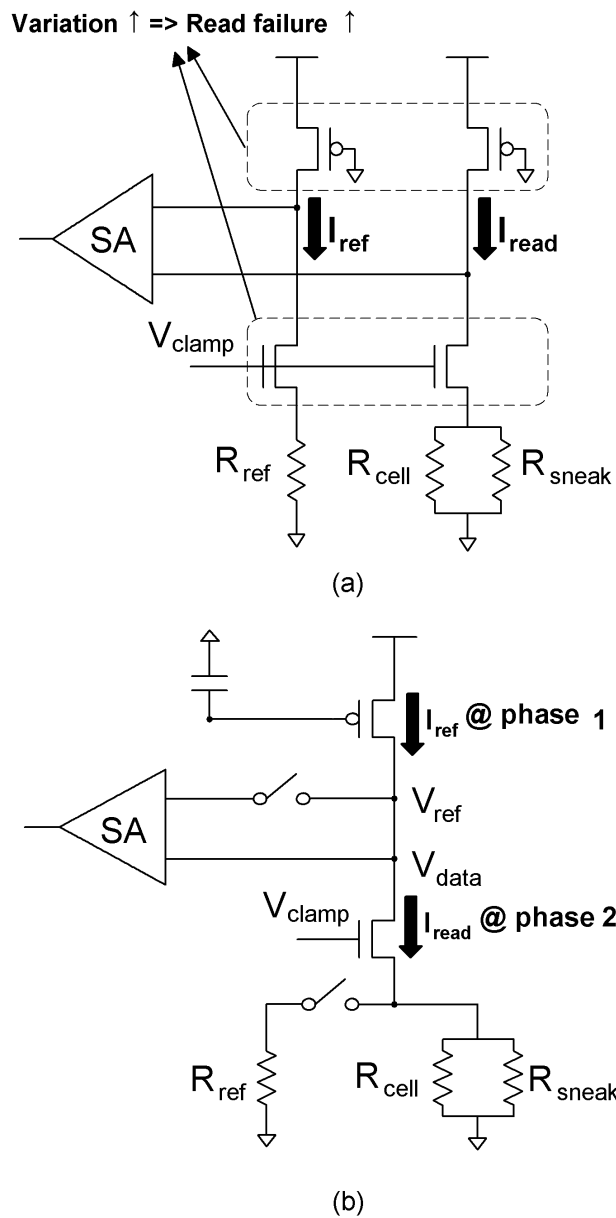 Variation ↑ => Read failure ↑
SA
Iref
Iread
Vclamp
Rref
Rcell
Rsneak
(a)
Iref @ phase 1
SA
Vref
Vdata
Vclamp
Iread @ phase 2
Rref
Rcell
Rsneak
(b)